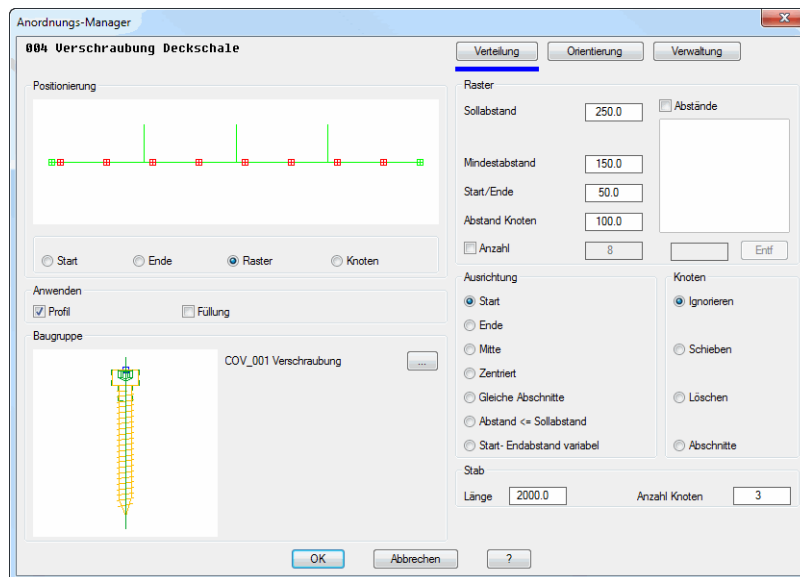 Anordnungs-Manager
004 Verschraubung Deckschale
Verteilung
Orientierung
Verwaltung
Positionierung
Start
Ende
Raster
Knoten
Anwenden
Profil
Füllung
Baugruppe
COV_001 Verschraubung
...
Raster
Sollabstand 250.0
Abstände
Mindestabstand 150.0
Start/Ende 50.0
Abstand Knoten 100.0
Anzahl 8
Entf
Ausrichtung
Start
Ende
Mitte
Zentriert
Gleiche Abschnitte
Abstand <= Sollabstand
Start- Endabstand variabel
Knoten
Ignorieren
Schieben
Löschen
Abschnitte
Stab
Länge 2000.0
Anzahl Knoten 3
OK
Abbrechen
?